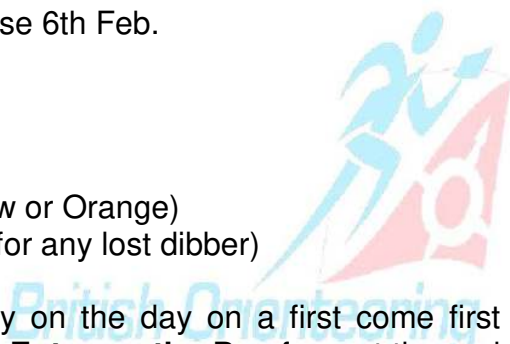 se 6th Feb.
w or Orange)
for any lost dibber)
British Orienteering
y on the day on a first come first